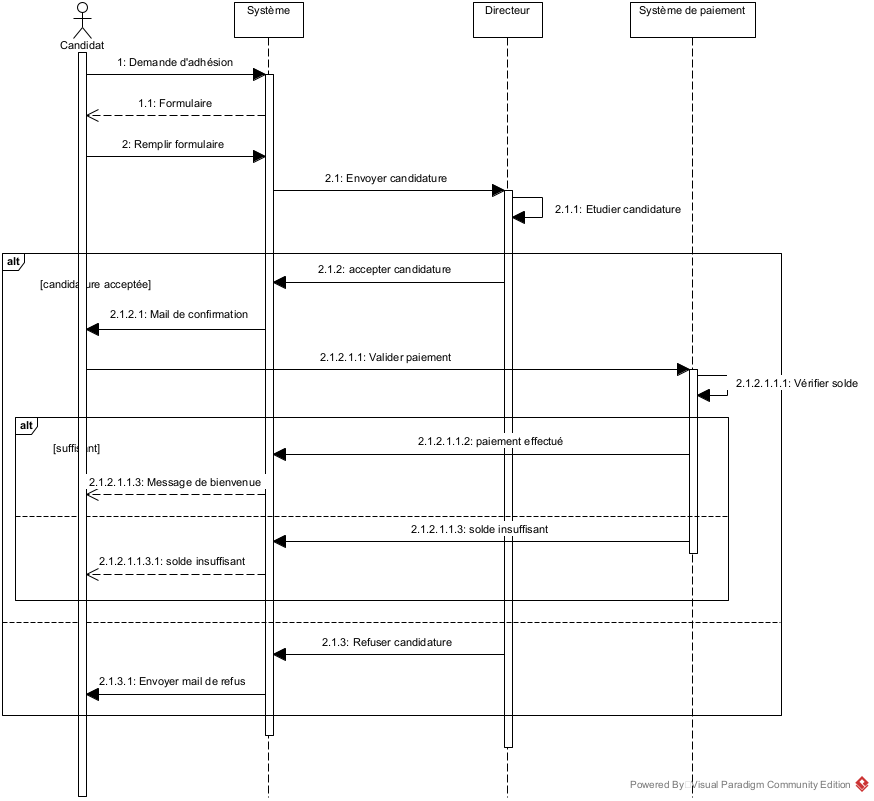 Candidat
Système
Directeur
Système de paiement
1: Demande d'adhésion
1.1: Formulaire
2: Remplir formulaire
2.1: Envoyer candidature
2.1.1: Etudier candidature
alt
2.1.2: accepter candidature
[candidature acceptée]
2.1.2.1: Mail de confirmation
2.1.2.1.1: Valider paiement
2.1.2.1.1.1: Vérifier solde
alt
2.1.2.1.1.2: paiement effectué
[suffisant]
2.1.2.1.1.3: Message de bienvenue
2.1.2.1.1.3: solde insuffisant
2.1.2.1.1.3.1: solde insuffisant
2.1.3: Refuser candidature
2.1.3.1: Envoyer mail de refus
Powered By Visual Paradigm Community Edition